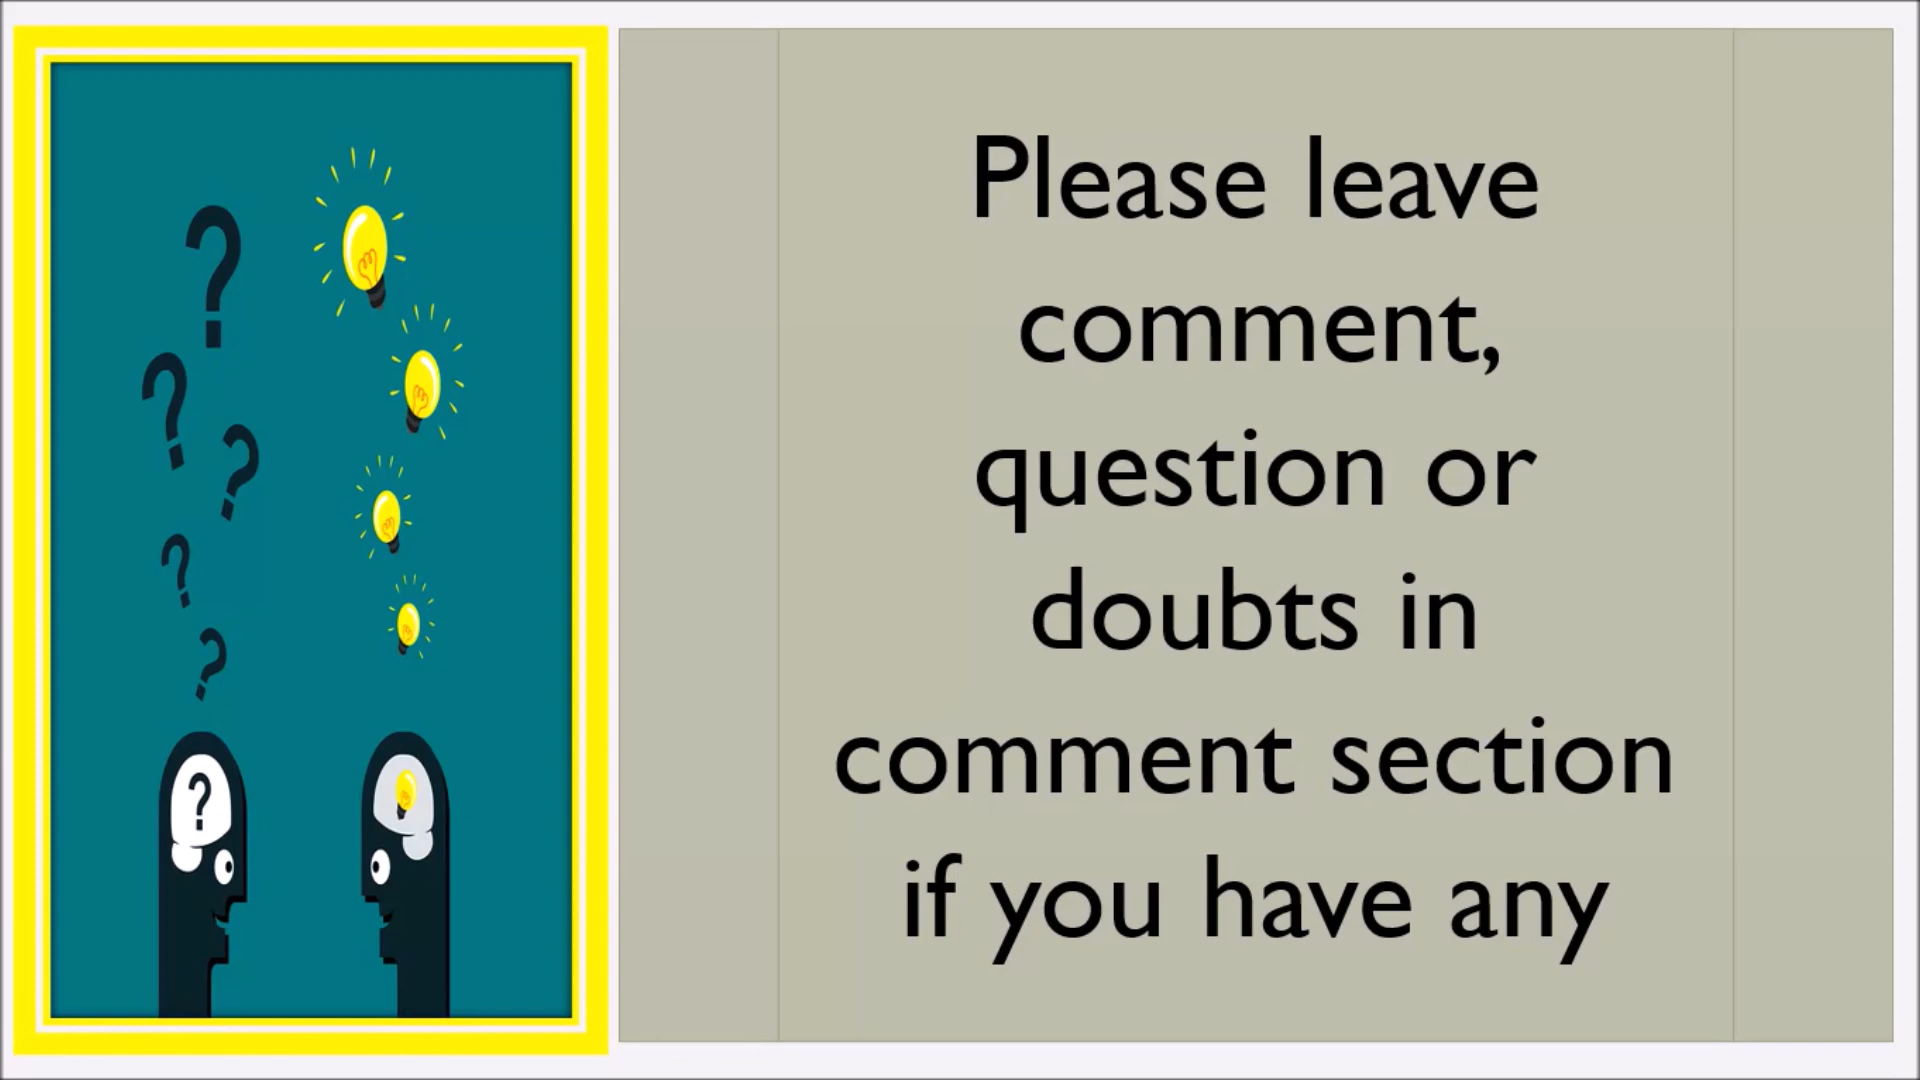 Please leave
comment,
question or
doubts in
comment section
if you have any